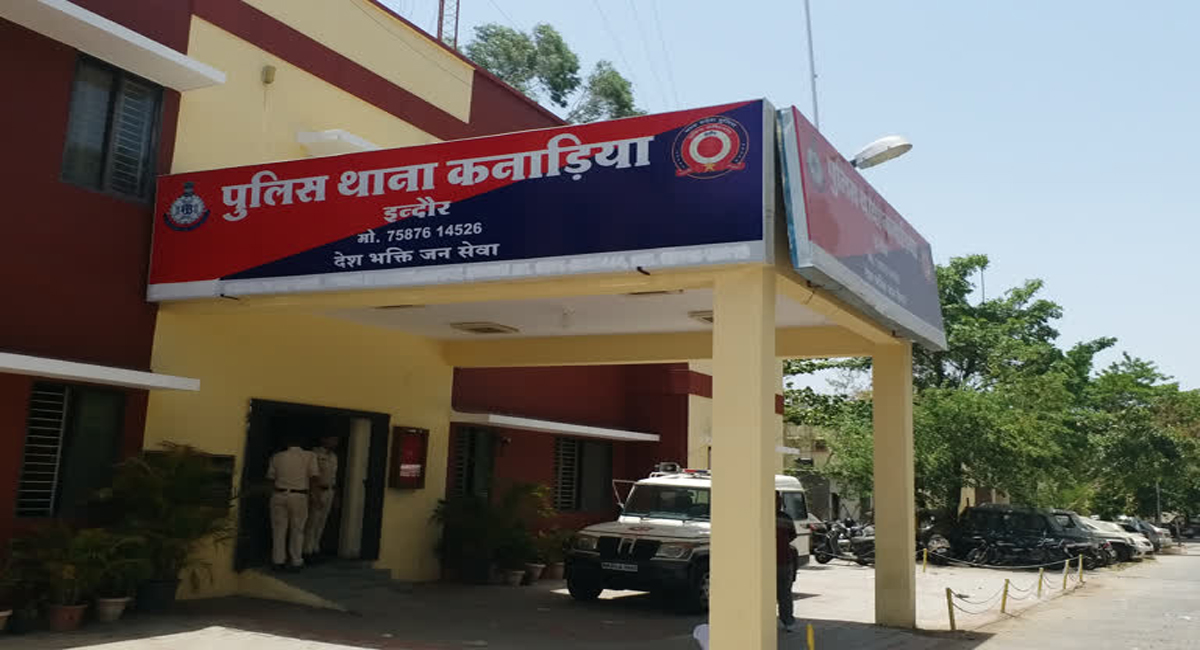 पुलिस थाना कनाड़िया
इन्दौर
मो. 75876 14526
देश भक्ति जन सेवा